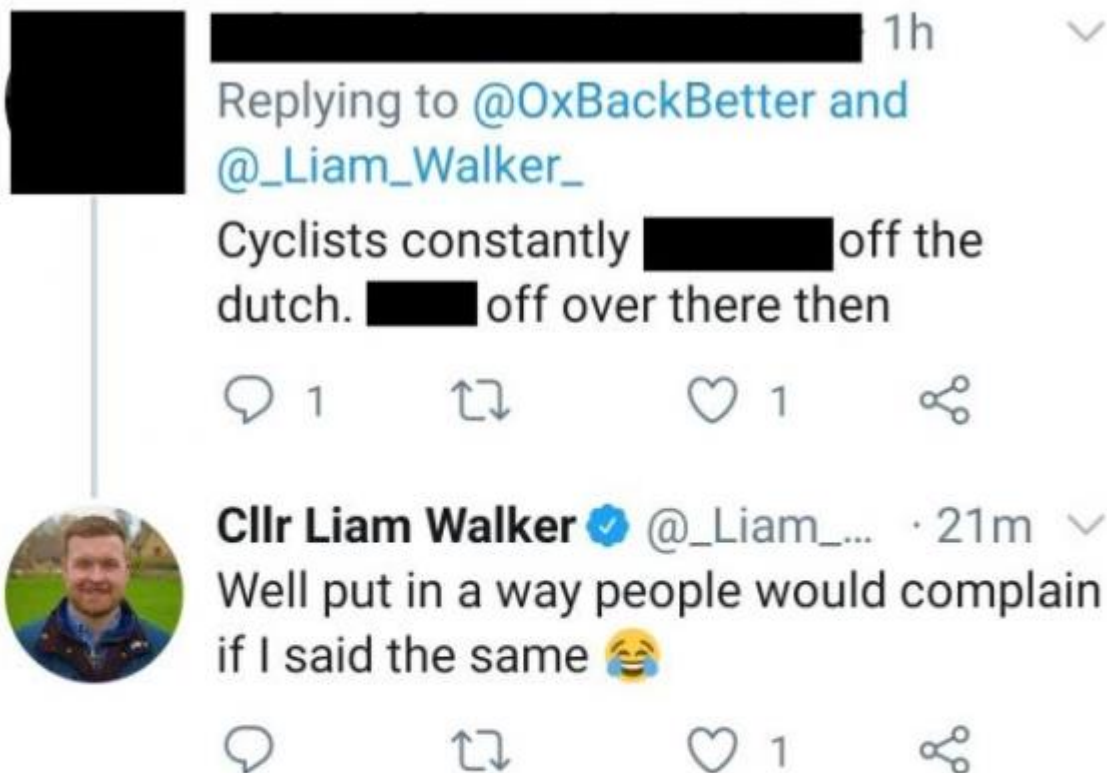 1h
Replying to @OxBackBetter and
@_Liam_Walker_
Cyclists constantly off the
dutch. off over there then
1 1
Cllr Liam Walker @_Liam_... · 21m
Well put in a way people would complain
if I said the same 😂
1